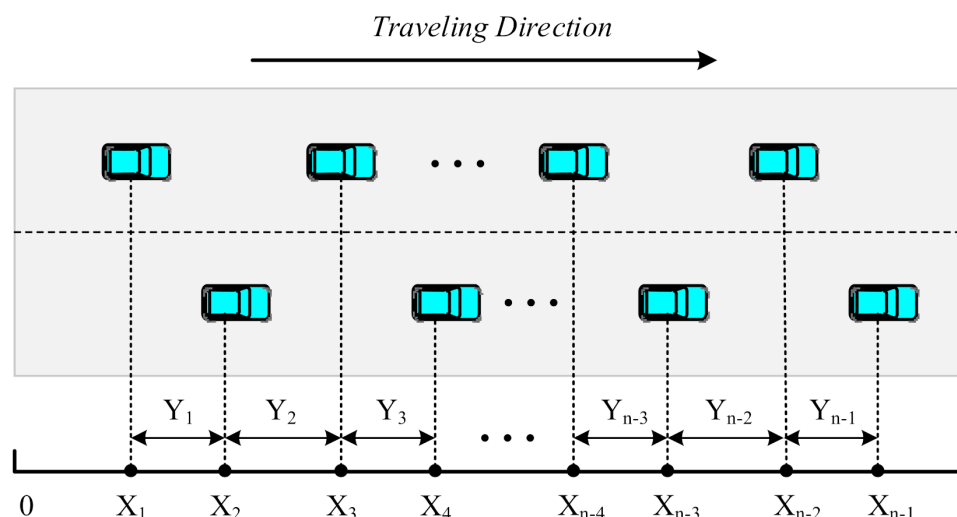 Traveling Direction
Y1 Y2 Y3 Yn-3 Yn-2 Yn-1
0 X1 X2 X3 X4 Xn-4 Xn-3 Xn-2 Xn-1